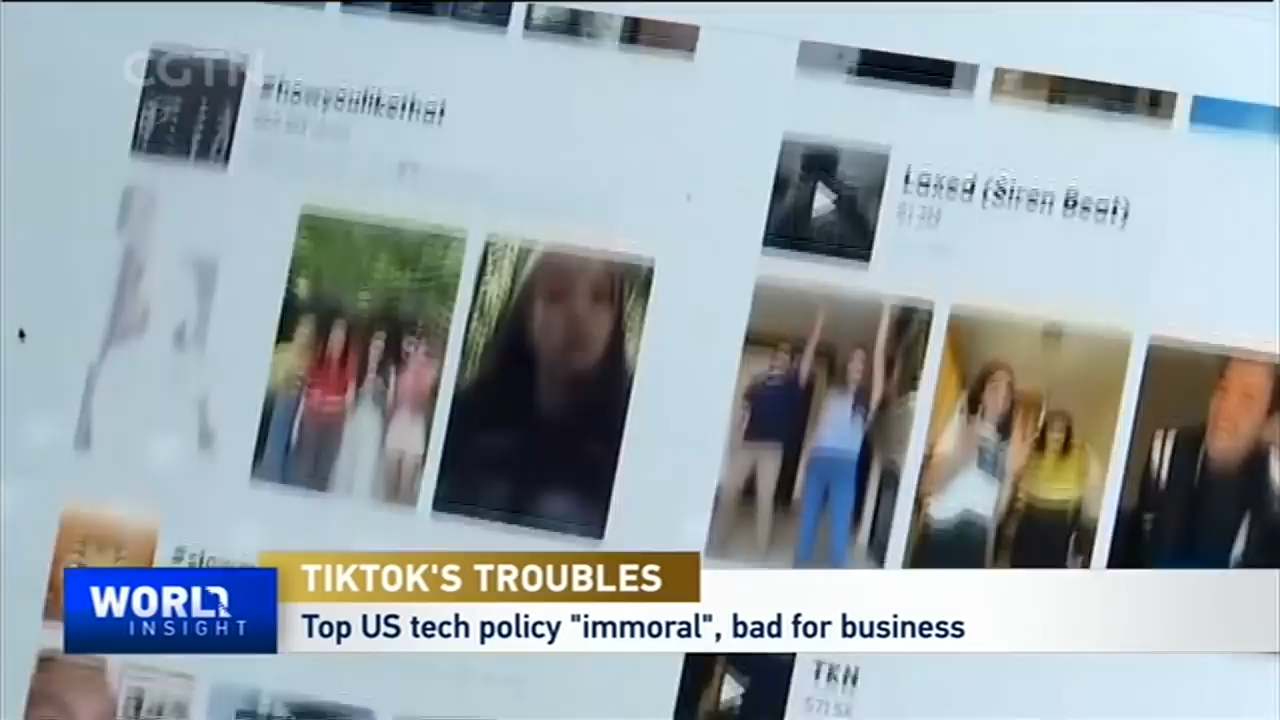 CGTN
#howyoulikethat
Laxed (Siren Beat)
TIKTOK'S TROUBLES
WORLD
INSIGHT
Top US tech policy "immoral", bad for business
TKN